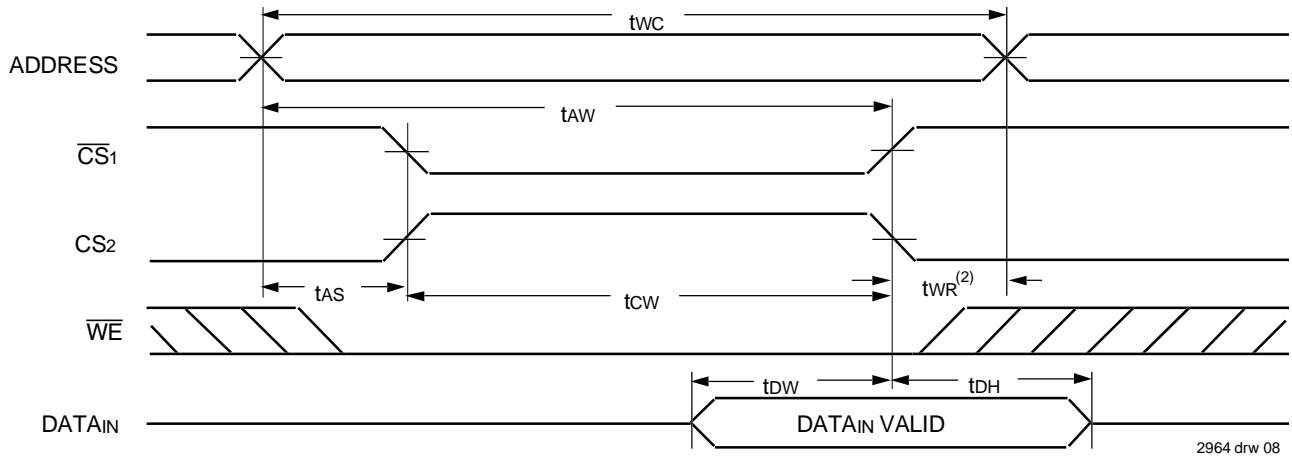 tWC
ADDRESS
tAW
CS1
CS2
tAS
tCW
tWR(2)
WE
tDW
tDH
DATAIN
DATAIN VALID
2964 drw 08